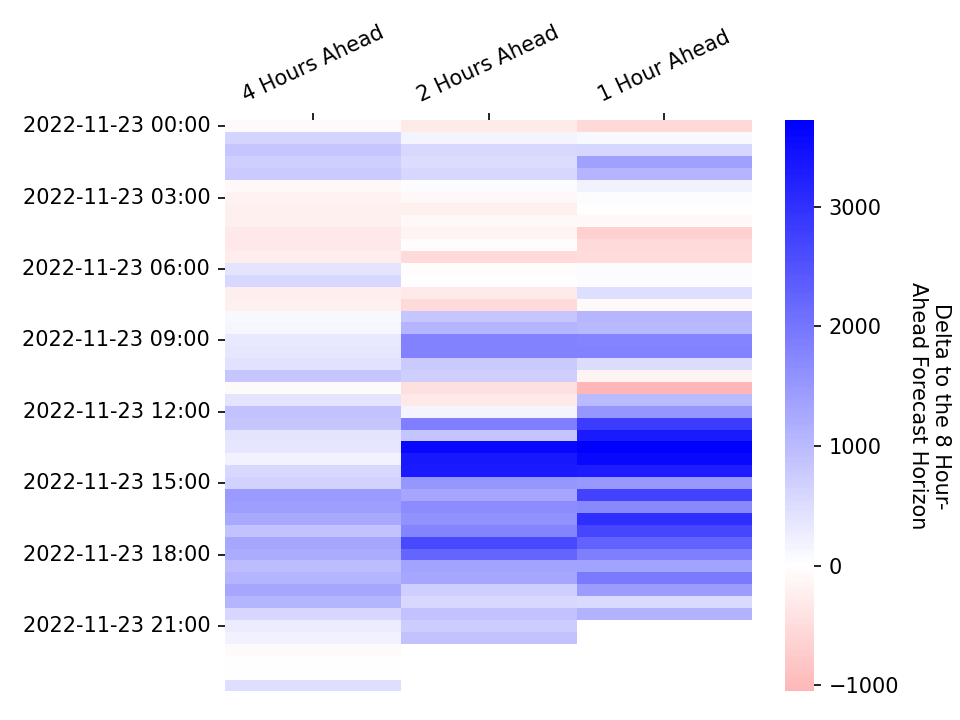 4 Hours Ahead
2 Hours Ahead
1 Hour Ahead
2022-11-23 00:00
2022-11-23 03:00
2022-11-23 06:00
2022-11-23 09:00
2022-11-23 12:00
2022-11-23 15:00
2022-11-23 18:00
2022-11-23 21:00
3000
2000
1000
0
−1000
Delta to the 8 Hour-
Ahead Forecast Horizon